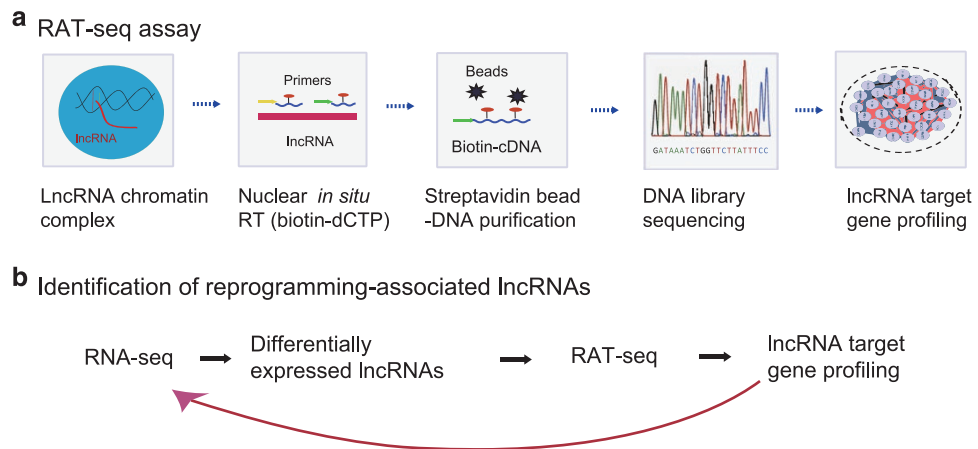 a RAT-seq assay
lncRNA
Primers
lncRNA
Beads
Biotin-cDNA
GATAAATCTGGTTCTTATTTCC
LncRNA chromatin
complex
Nuclear in situ
RT (biotin-dCTP)
Streptavidin bead
-DNA purification
DNA library
sequencing
lncRNA target
gene profiling
b Identification of reprogramming-associated lncRNAs
RNA-seq
Differentially
expressed lncRNAs
RAT-seq
lncRNA target
gene profiling